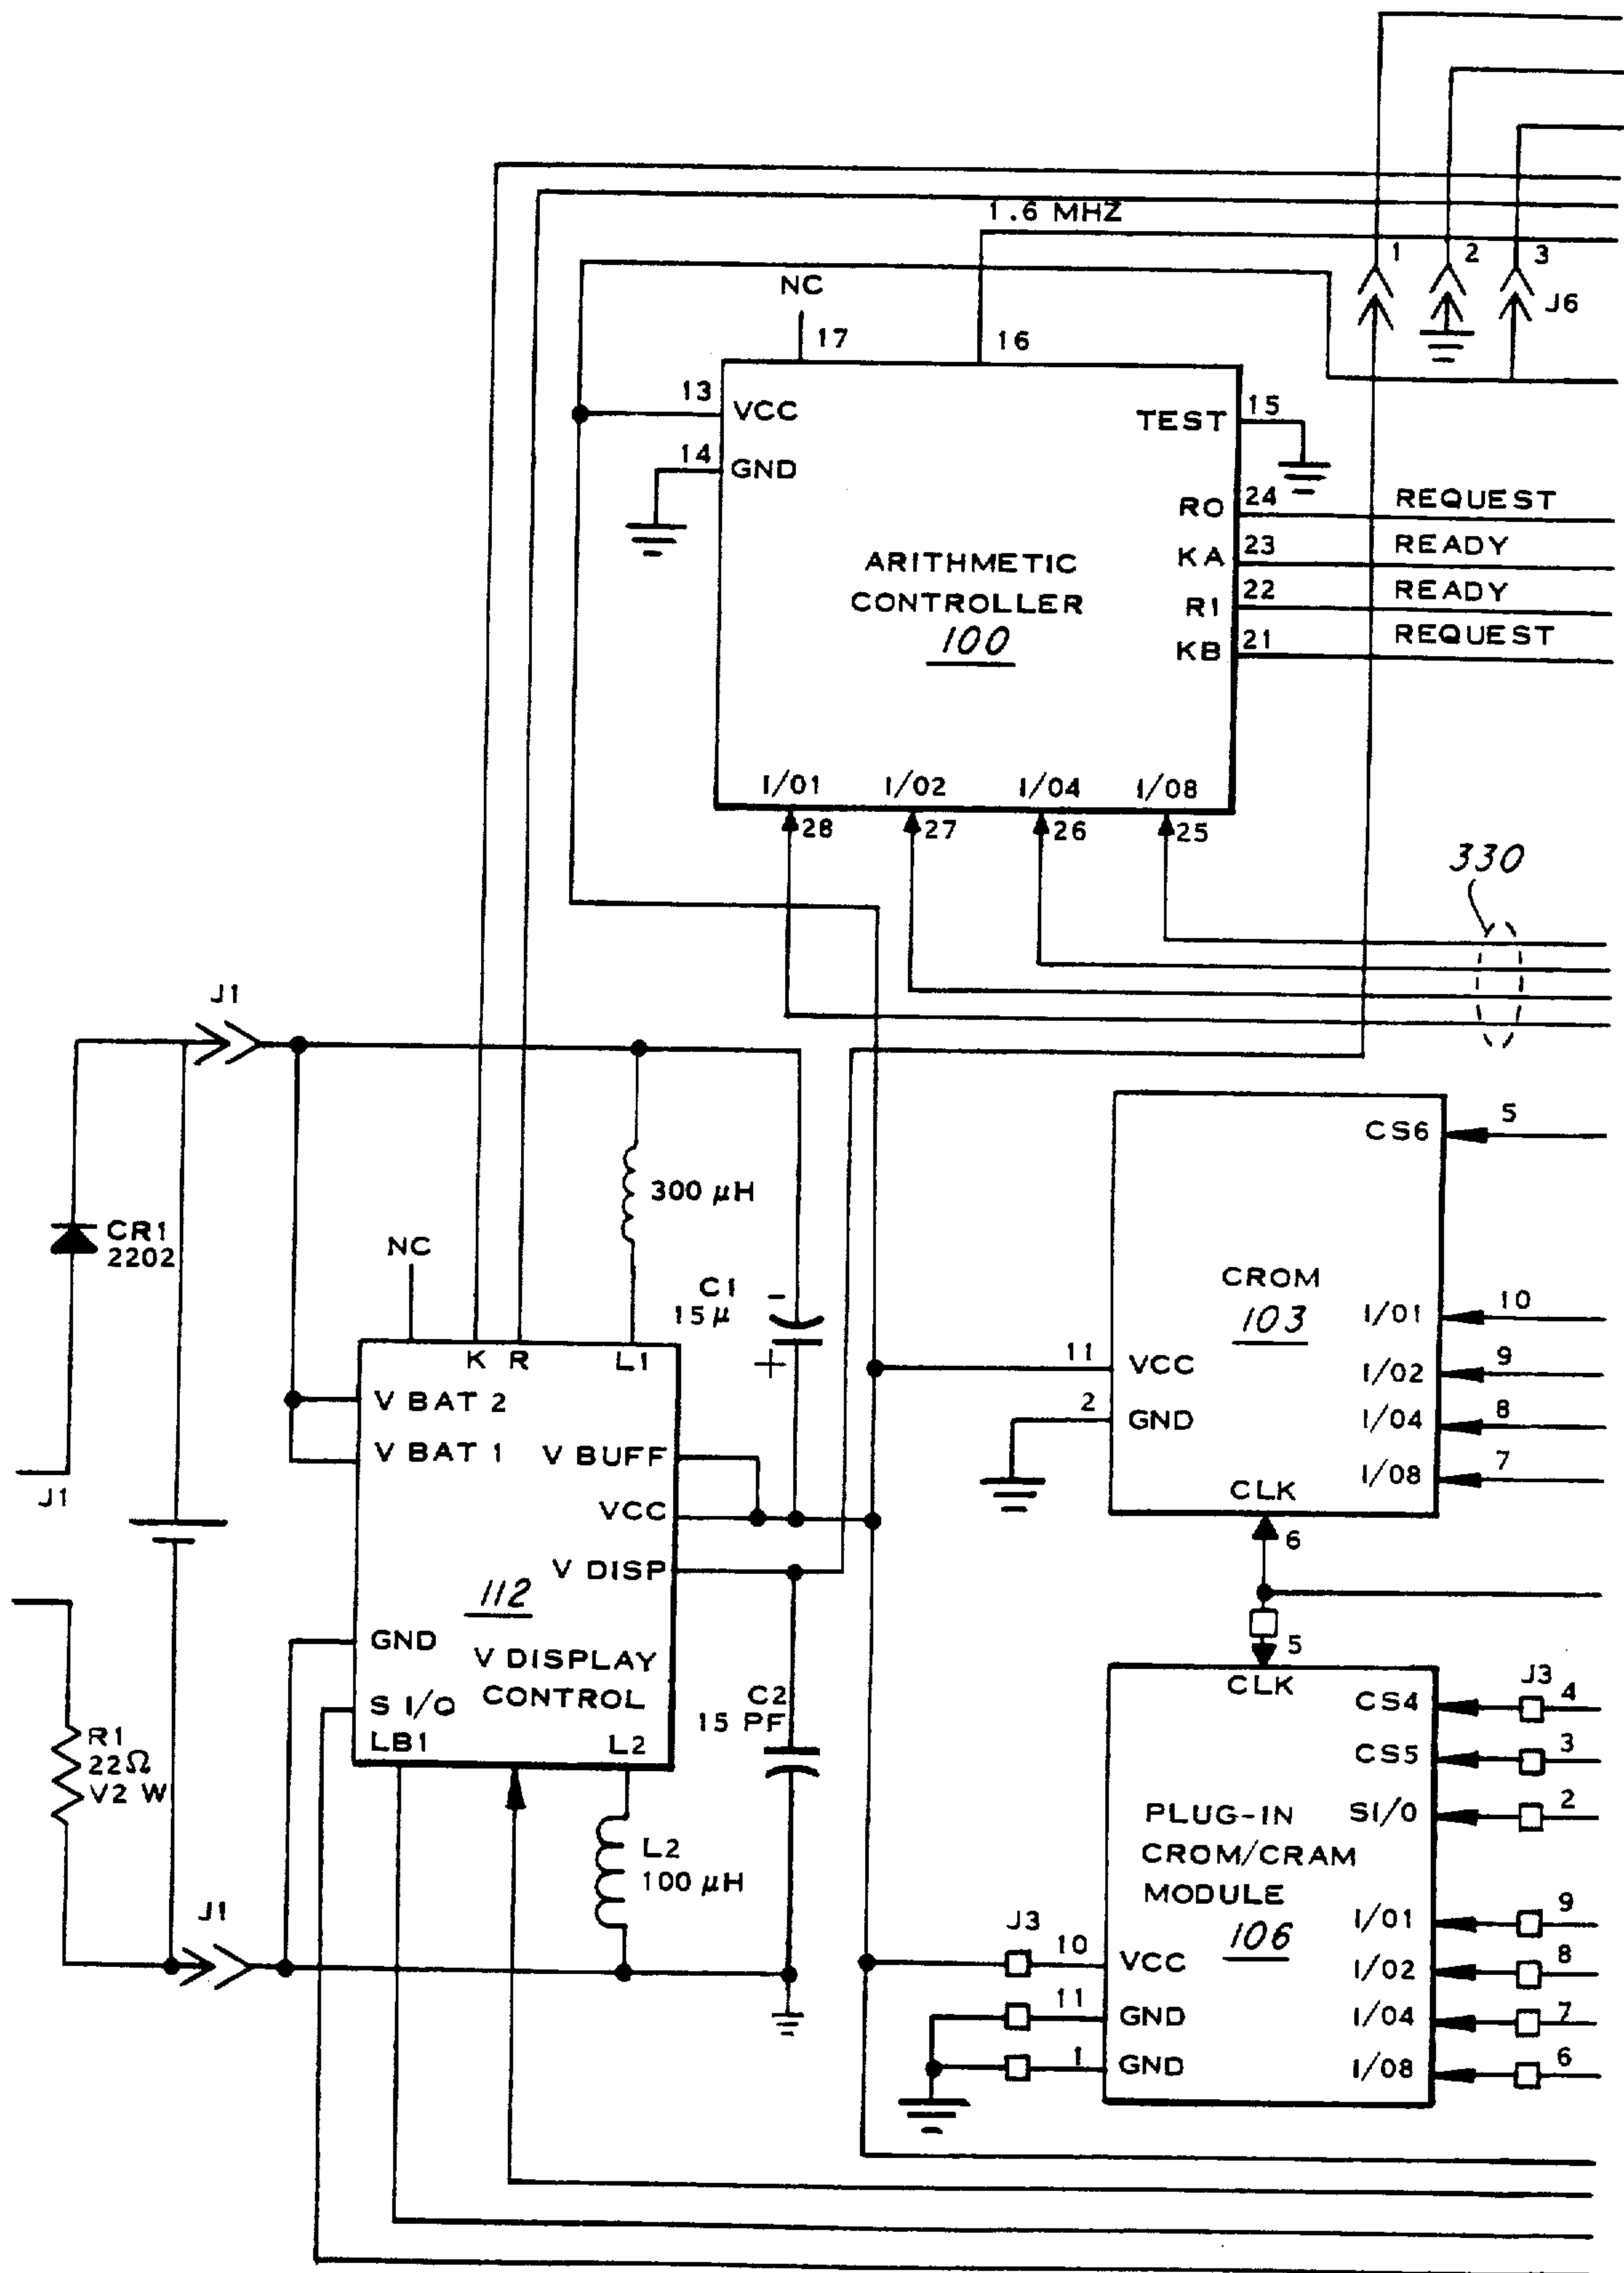 1.6 MHZ
1
2
3
J6
NC
17
16
13
VCC
14
GND
TEST
15
RO
24
REQUEST
KA
23
READY
R1
22
READY
KB
21
REQUEST
ARITHMETIC
CONTROLLER
100
I/01
I/02
I/04
I/08
28
27
26
25
330
J1
300 μH
CR1
2202
NC
C1
15μ
-
+
K R
L1
V BAT 2
V BAT 1
V BUFF
VCC
V DISP
J1
112
GND
V DISPLAY
CONTROL
S I/O
LB1
L2
C2
15 PF
R1
22Ω
V2 W
L2
100 μH
J1
CS6
5
CROM
103
I/01
10
I/02
9
I/04
8
I/08
7
11
VCC
2
GND
CLK
6
5
CLK
J3
CS4
4
CS5
3
SI/0
2
PLUG-IN
CROM/CRAM
MODULE
106
I/01
9
I/02
8
I/04
7
I/08
6
J3
10
VCC
11
GND
1
GND